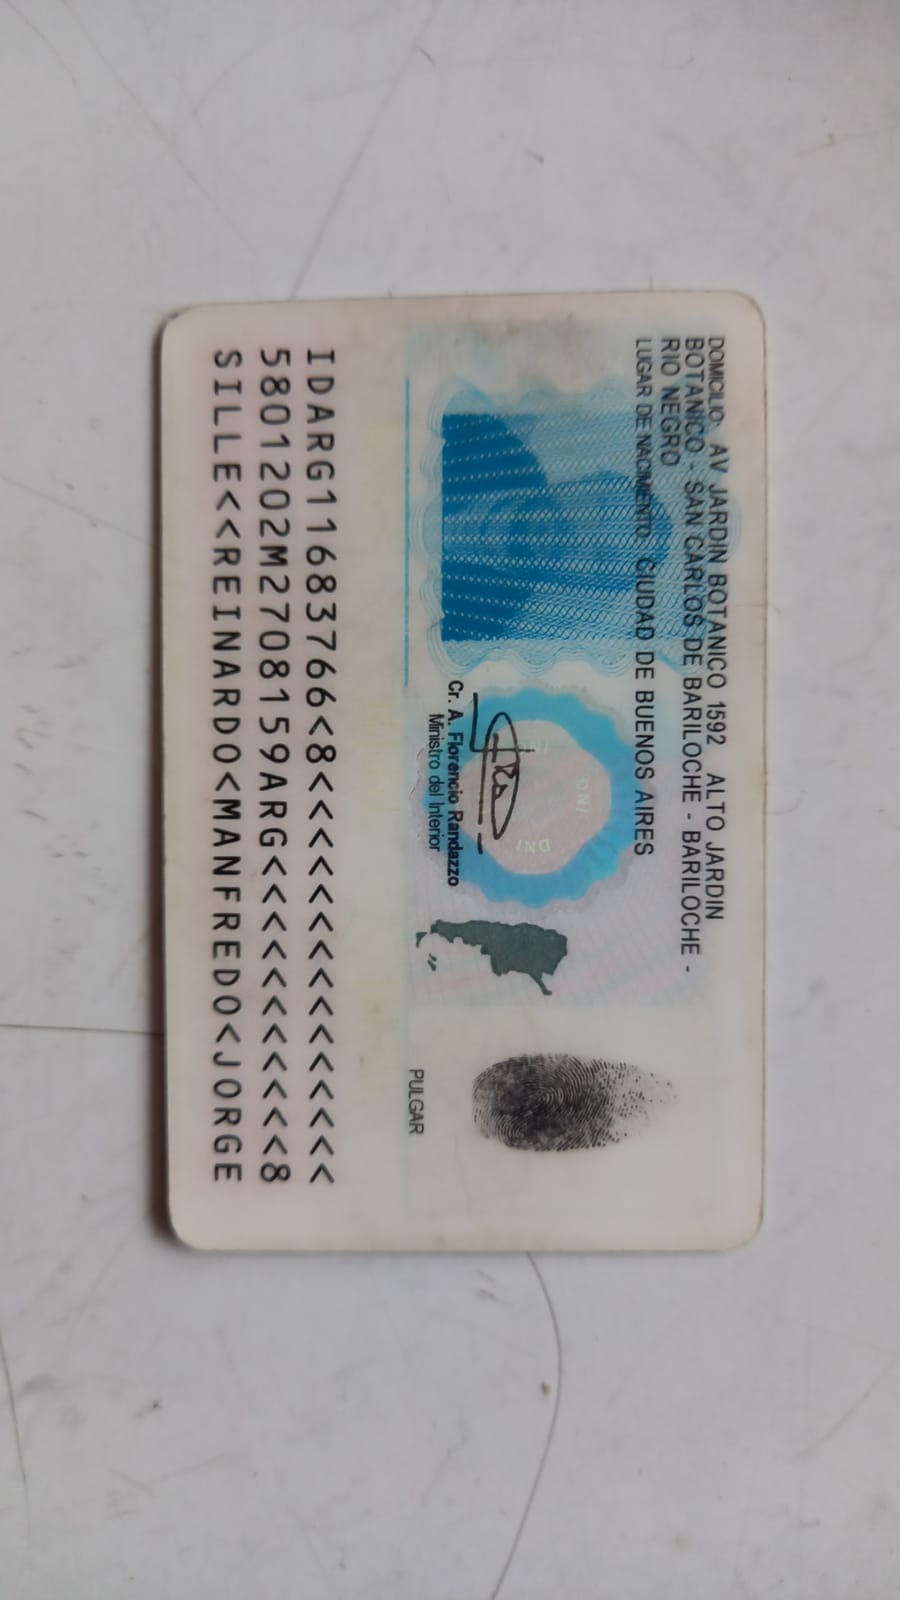 DOMICILIO: AV JARDIN BOTANICO 1592 ALTO JARDIN
BOTANICO - SAN CARLOS DE BARILOCHE - BARILOCHE -
RIO NEGRO
LUGAR DE NACIMIENTO: CIUDAD DE BUENOS AIRES
DNI
DNI
DNI
Cr. A. Florencio Randazzo
Ministro del Interior
PULGAR
IDARG11683766<8<<<<<<<<<<<<<<<
5801202M2708159ARG<<<<<<<<<<<8
SILLE<<REINARDO<MANFREDO<JORGE